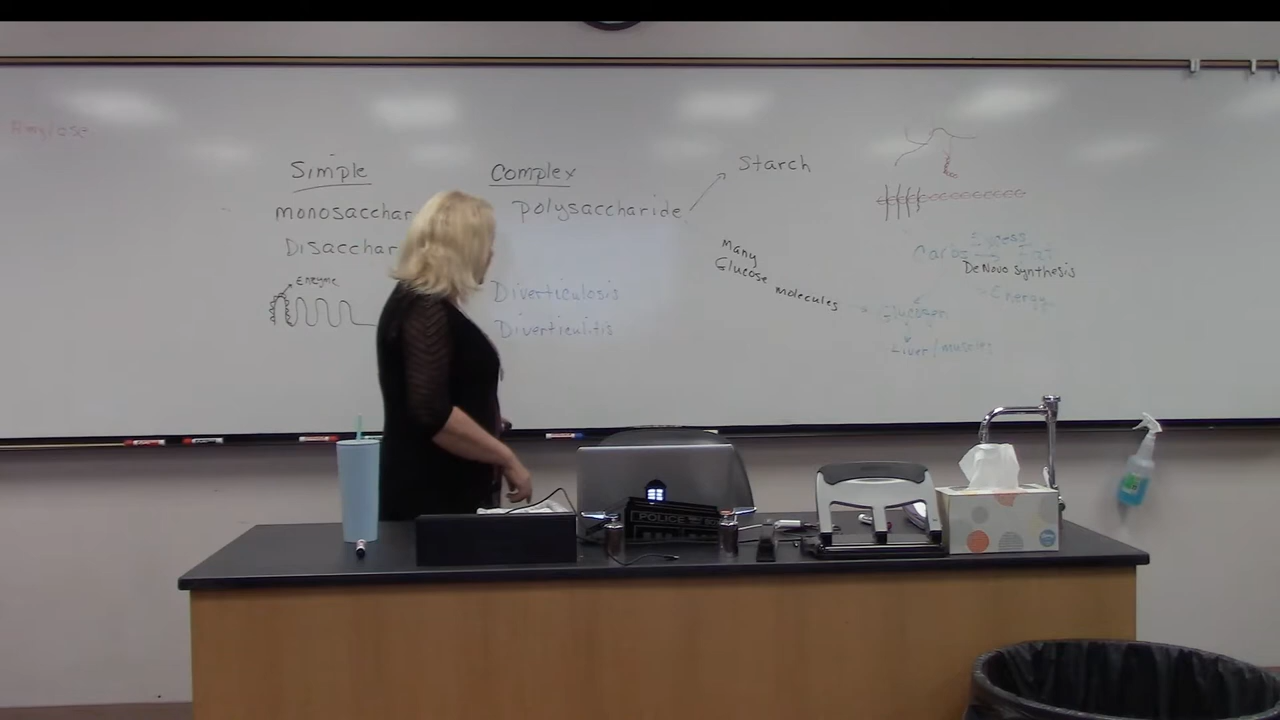 Amylase
Simple
Complex
Starch
monosacchar
polysaccharide
Disacchar
Enzyme
Diverticulosis
Diverticulitis
Many
Glucose molecules
Excess
Carbs → Fat
DeNovo synthesis
Energy
Glycogen
Liver/muscles
POLICE